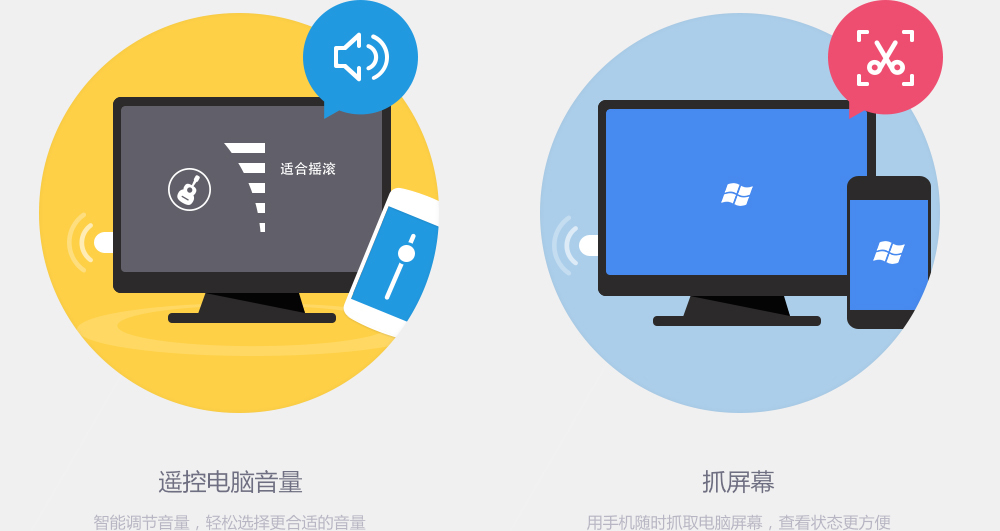 适合摇滚
遥控电脑音量
智能调节音量，轻松选择更合适的音量
抓屏幕
用手机随时抓取电脑屏幕，查看状态更方便